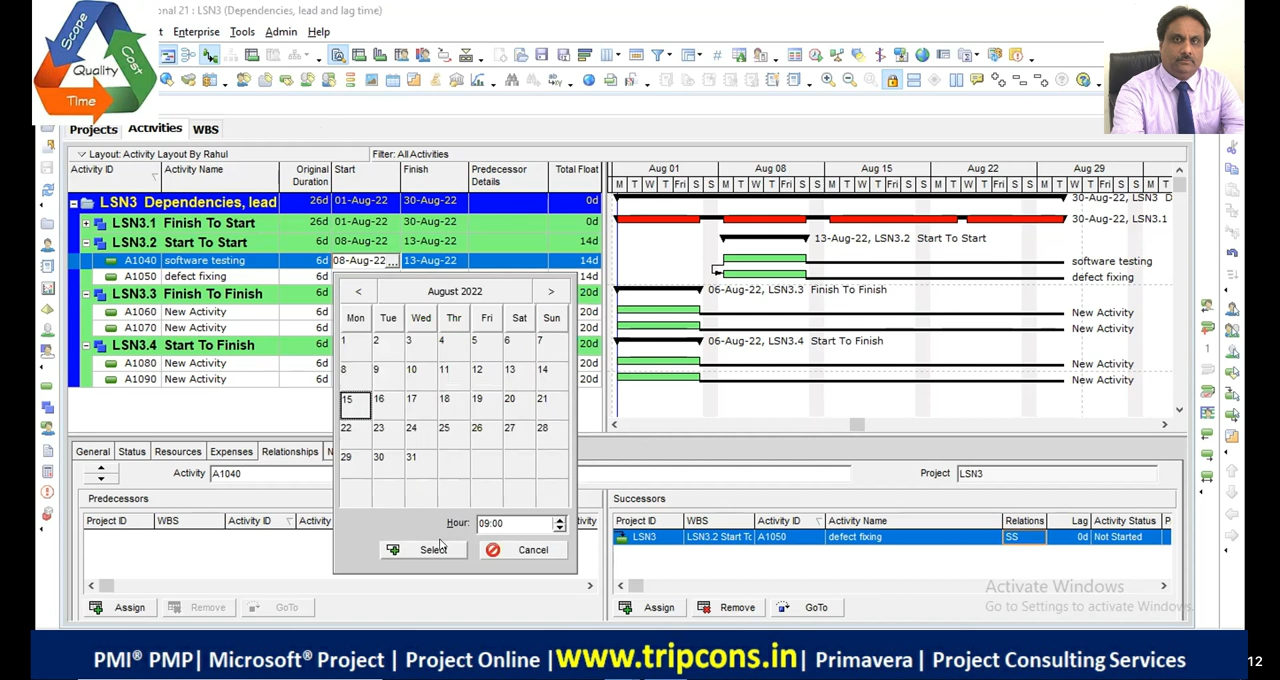 onal 21 : LSN3 (Dependencies, lead and lag time)
t Enterprise Tools Admin Help
Scope
Cost
Quality
Time
Projects Activities WBS
Layout: Activity Layout By Rahul Filter: All Activities
Activity ID Activity Name Original Duration Start Finish Predecessor Details Total Float
Aug 01 Aug 08 Aug 15 Aug 22 Aug 29
M T W T Fri S S M T W T Fri S S M T W T Fri S S M T W T Fri S S M T W T Fri S S M T
LSN3 Dependencies, lead 26d 01-Aug-22 30-Aug-22 0d 30-Aug-22, LSN3 D
LSN3.1 Finish To Start 26d 01-Aug-22 30-Aug-22 0d 30-Aug-22, LSN3.1
LSN3.2 Start To Start 6d 08-Aug-22 13-Aug-22 14d 13-Aug-22, LSN3.2 Start To Start
A1040 software testing 6d 08-Aug-22 ... 13-Aug-22 14d software testing
A1050 defect fixing 6d 14d defect fixing
LSN3.3 Finish To Finish 6d 20d 06-Aug-22, LSN3.3 Finish To Finish
A1060 New Activity 6d 20d New Activity
A1070 New Activity 6d 20d New Activity
LSN3.4 Start To Finish 6d 20d 06-Aug-22, LSN3.4 Start To Finish
A1080 New Activity 6d 20d New Activity
A1090 New Activity 6d 20d New Activity
< August 2022 >
Mon Tue Wed Thr Fri Sat Sun
1 2 3 4 5 6 7
8 9 10 11 12 13 14
15 16 17 18 19 20 21
22 23 24 25 26 27 28
29 30 31
Hour: 09:00
Select Cancel
General Status Resources Expenses Relationships N
Activity A1040 Project LSN3
Predecessors
Project ID WBS Activity ID Activity tivity
Assign Remove GoTo
Successors
Project ID WBS Activity ID Activity Name Relations Lag Activity Status P
LSN3 LSN3.2 Start Tc A1050 defect fixing SS 0d Not Started
Assign Remove GoTo
Activate Windows
Go to Settings to activate Windows.
PMI® PMP| Microsoft® Project | Project Online |www.tripcons.in| Primavera | Project Consulting Services
12